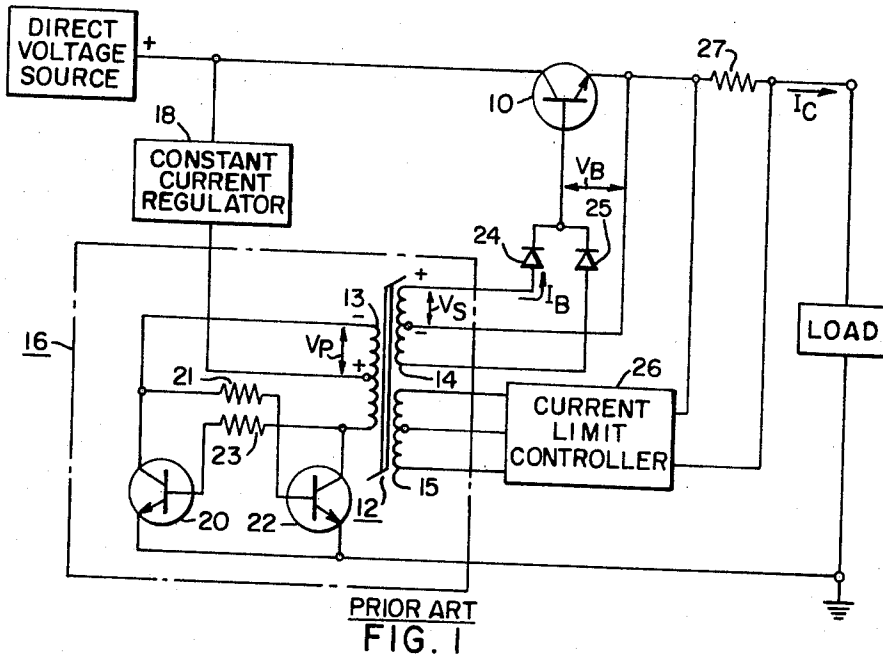 DIRECT
VOLTAGE
SOURCE
+
27
10
I_C
18
CONSTANT
CURRENT
REGULATOR
V_B
25
24
+
I_B
13
-
V_S
16
V_P
-
LOAD
+
21
14
26
CURRENT
LIMIT
CONTROLLER
23
15
20
22
12
PRIOR ART
FIG. 1